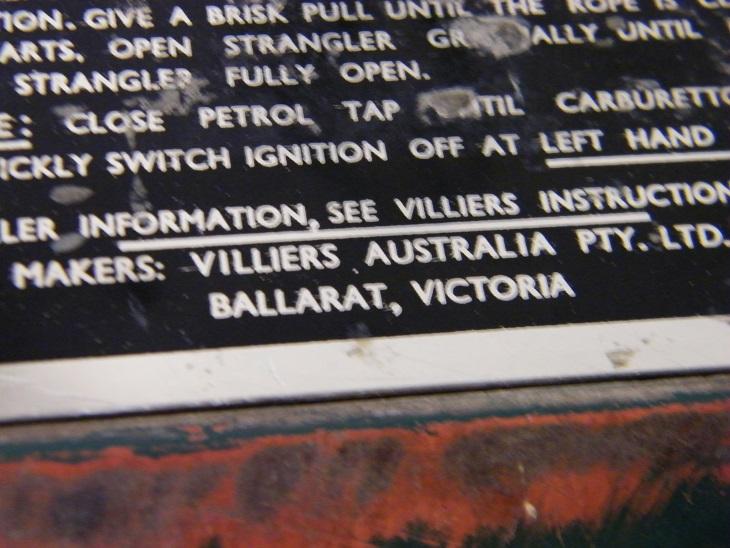 TION. GIVE A BRISK PULL UNTIL THE ROPE IS CL
ARTS. OPEN STRANGLER GR ALLY UNTIL
STRANGLER FULLY OPEN.
E: CLOSE PETROL TAP TIL CARBURETTO
ICKLY SWITCH IGNITION OFF AT LEFT HAND
LER INFORMATION, SEE VILLIERS INSTRUCTION
MAKERS: VILLIERS AUSTRALIA PTY. LTD.
BALLARAT, VICTORIA